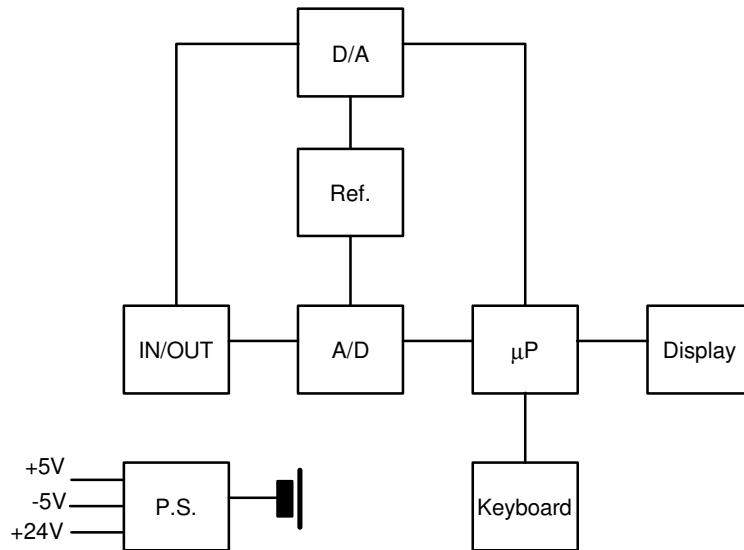 D/A
Ref.
IN/OUT
A/D
μP
Display
+5V
-5V
+24V
P.S.
Keyboard